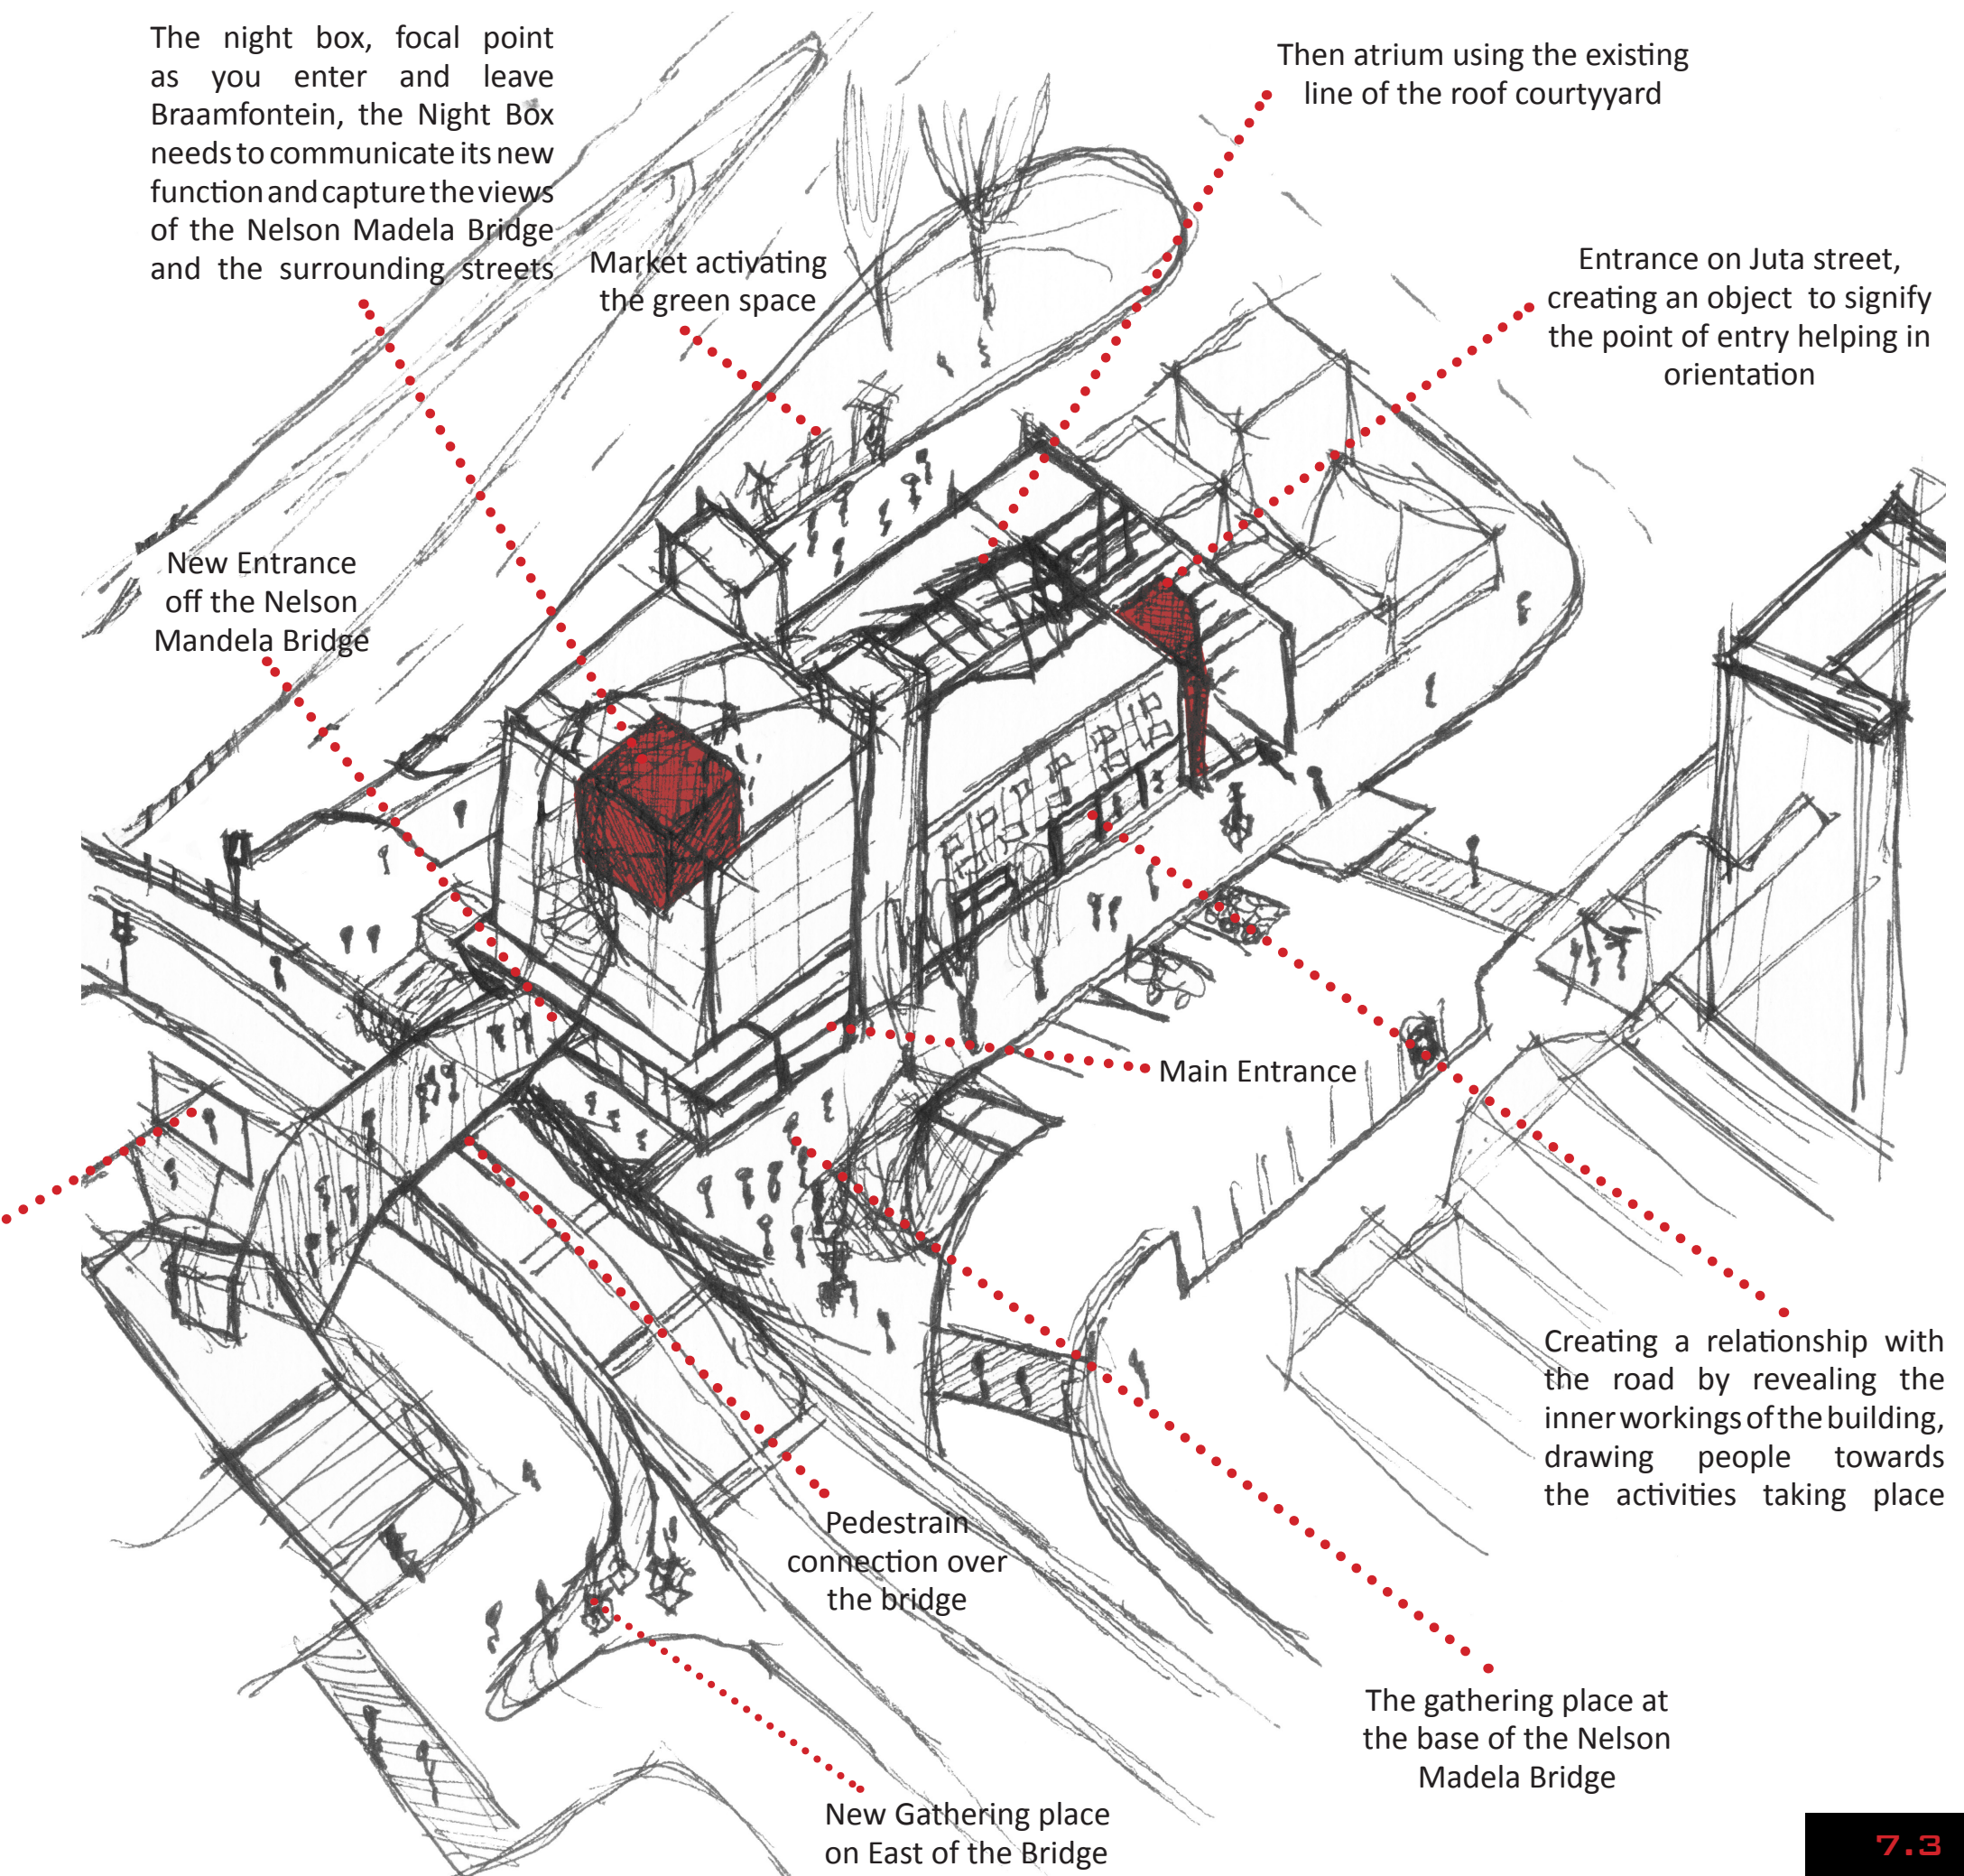 The night box, focal point
as you enter and leave
Braamfontein, the Night Box
needs to communicate its new
function and capture the views
of the Nelson Madela Bridge
and the surrounding streets
Then atrium using the existing
line of the roof courtyyard
Market activating
the green space
Entrance on Juta street,
creating an object to signify
the point of entry helping in
orientation
New Entrance
off the Nelson
Mandela Bridge
Main Entrance
Creating a relationship with
the road by revealing the
inner workings of the building,
drawing people towards
the activities taking place
Pedestrain
connection over
the bridge
The gathering place at
the base of the Nelson
Madela Bridge
New Gathering place
on East of the Bridge
7.3